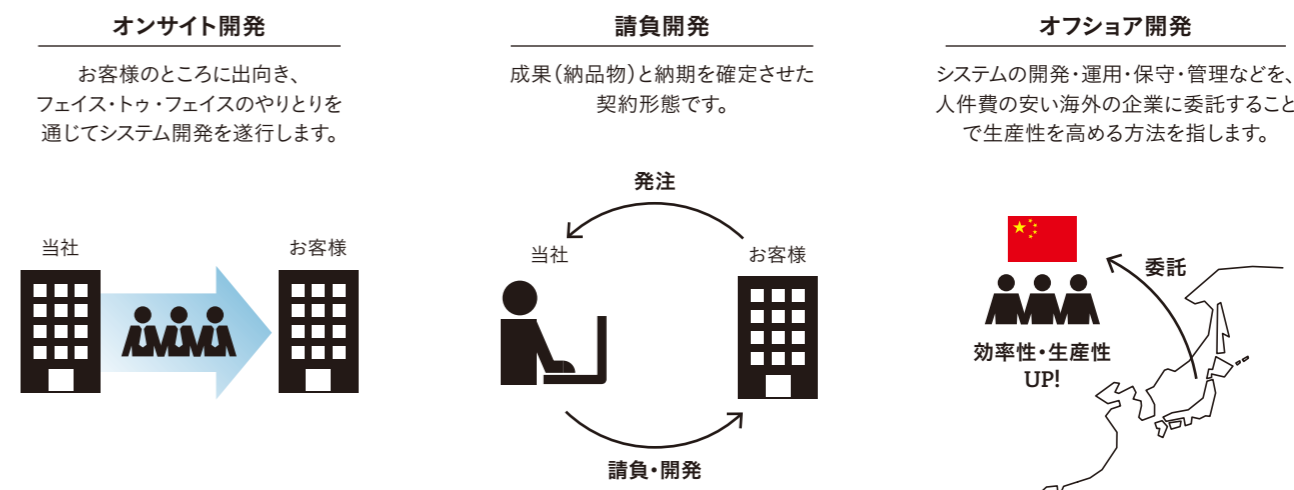 オンサイト開発
お客様のところに出向き、
フェイス・トゥ・フェイスのやりとりを
通じてシステム開発を遂行します。
当社
お客様
請負開発
成果(納品物)と納期を確定させた
契約形態です。
発注
当社
お客様
請負・開発
オフショア開発
システムの開発・運用・保守・管理などを、
人件費の安い海外の企業に委託すること
で生産性を高める方法を指します。
委託
効率性・生産性
UP!